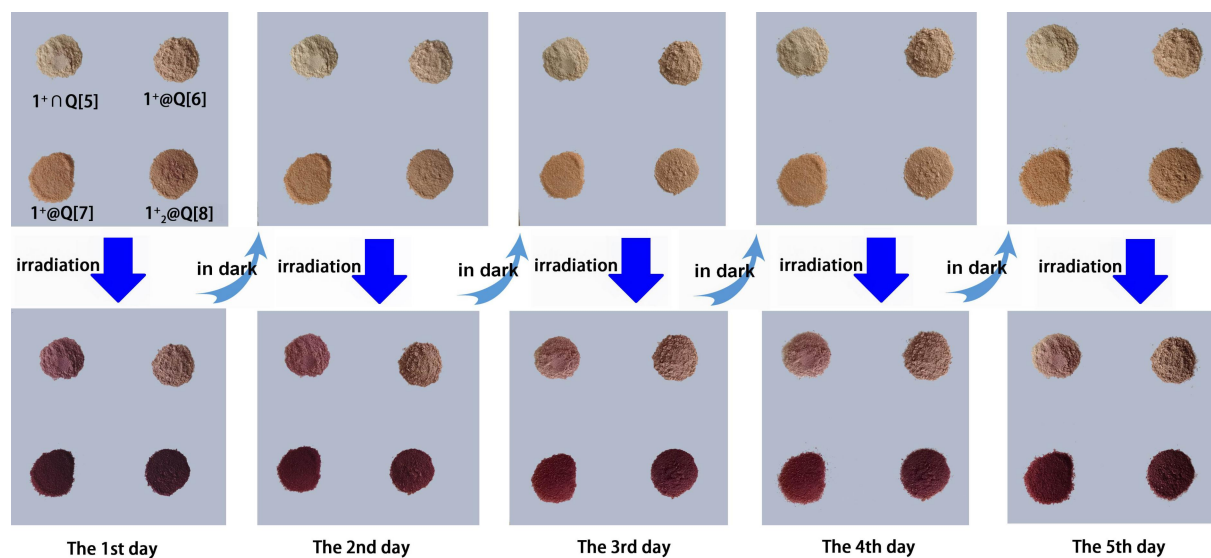 1⁺∩Q[5] 1⁺@Q[6]
1⁺@Q[7] 1⁺₂@Q[8]
irradiation in dark irradiation in dark irradiation in dark irradiation in dark irradiation
The 1st day The 2nd day The 3rd day The 4th day The 5th day